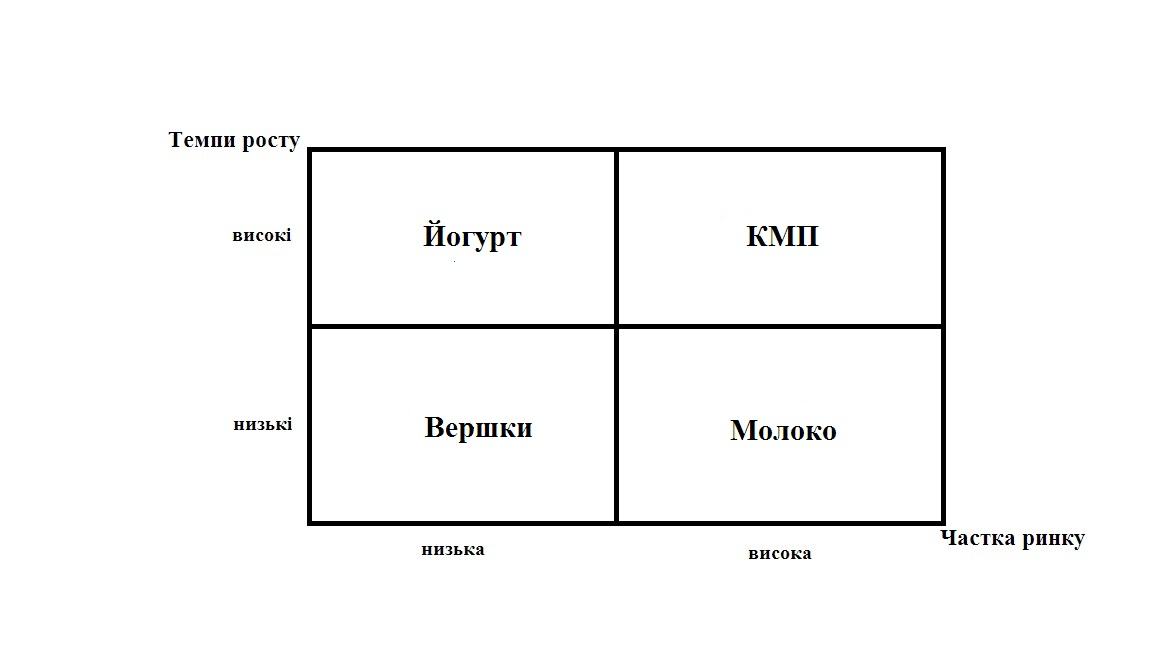 Темпи росту
високі
Йогурт
КМП
низькі
Вершки
Молоко
Частка ринку
низька
висока